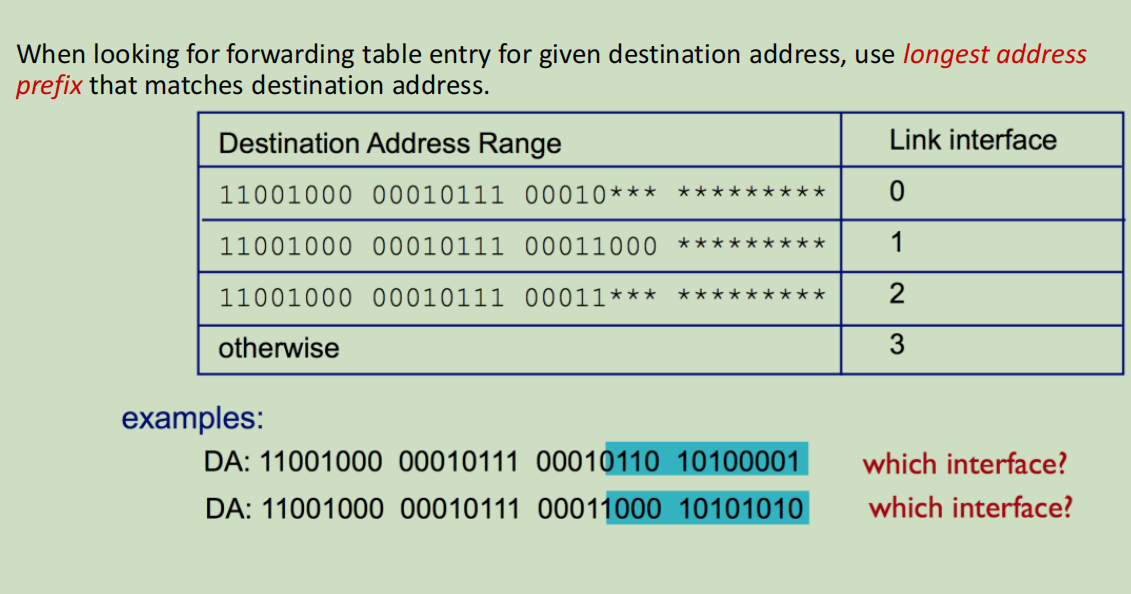 When looking for forwarding table entry for given destination address, use longest address
prefix that matches destination address.
Destination Address Range Link interface
11001000 00010111 00010*** ********* 0
11001000 00010111 00011000 ********* 1
11001000 00010111 00011*** ********* 2
otherwise 3
examples:
DA: 11001000 00010111 00010110 10100001 which interface?
DA: 11001000 00010111 00011000 10101010 which interface?